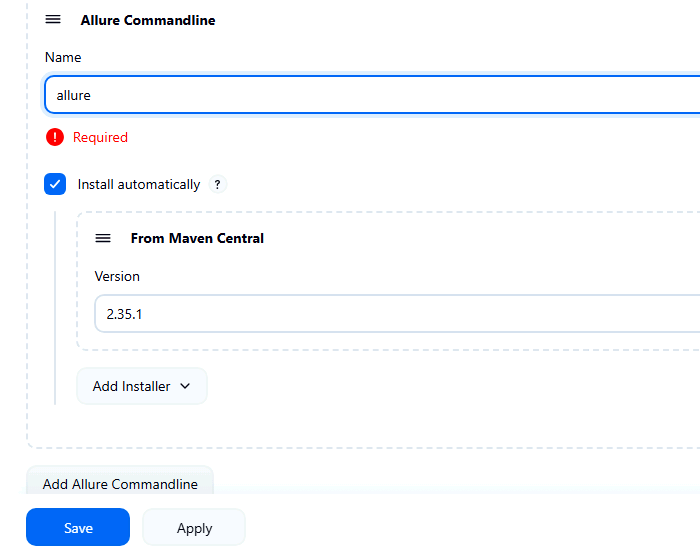 Allure Commandline
Name
allure
! Required
Install automatically ?
From Maven Central
Version
2.35.1
Add Installer
Add Allure Commandline
Save Apply